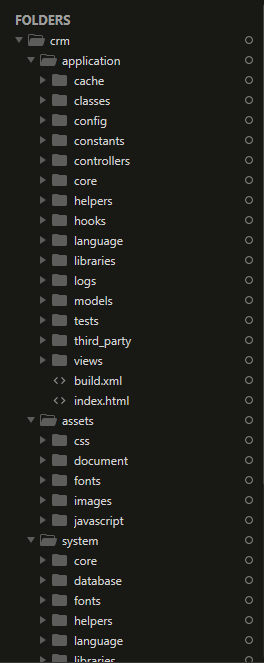 FOLDERS
crm
application
cache
classes
config
constants
controllers
core
helpers
hooks
language
libraries
logs
models
tests
third_party
views
build.xml
index.html
assets
css
document
fonts
images
javascript
system
core
database
fonts
helpers
language
libraries